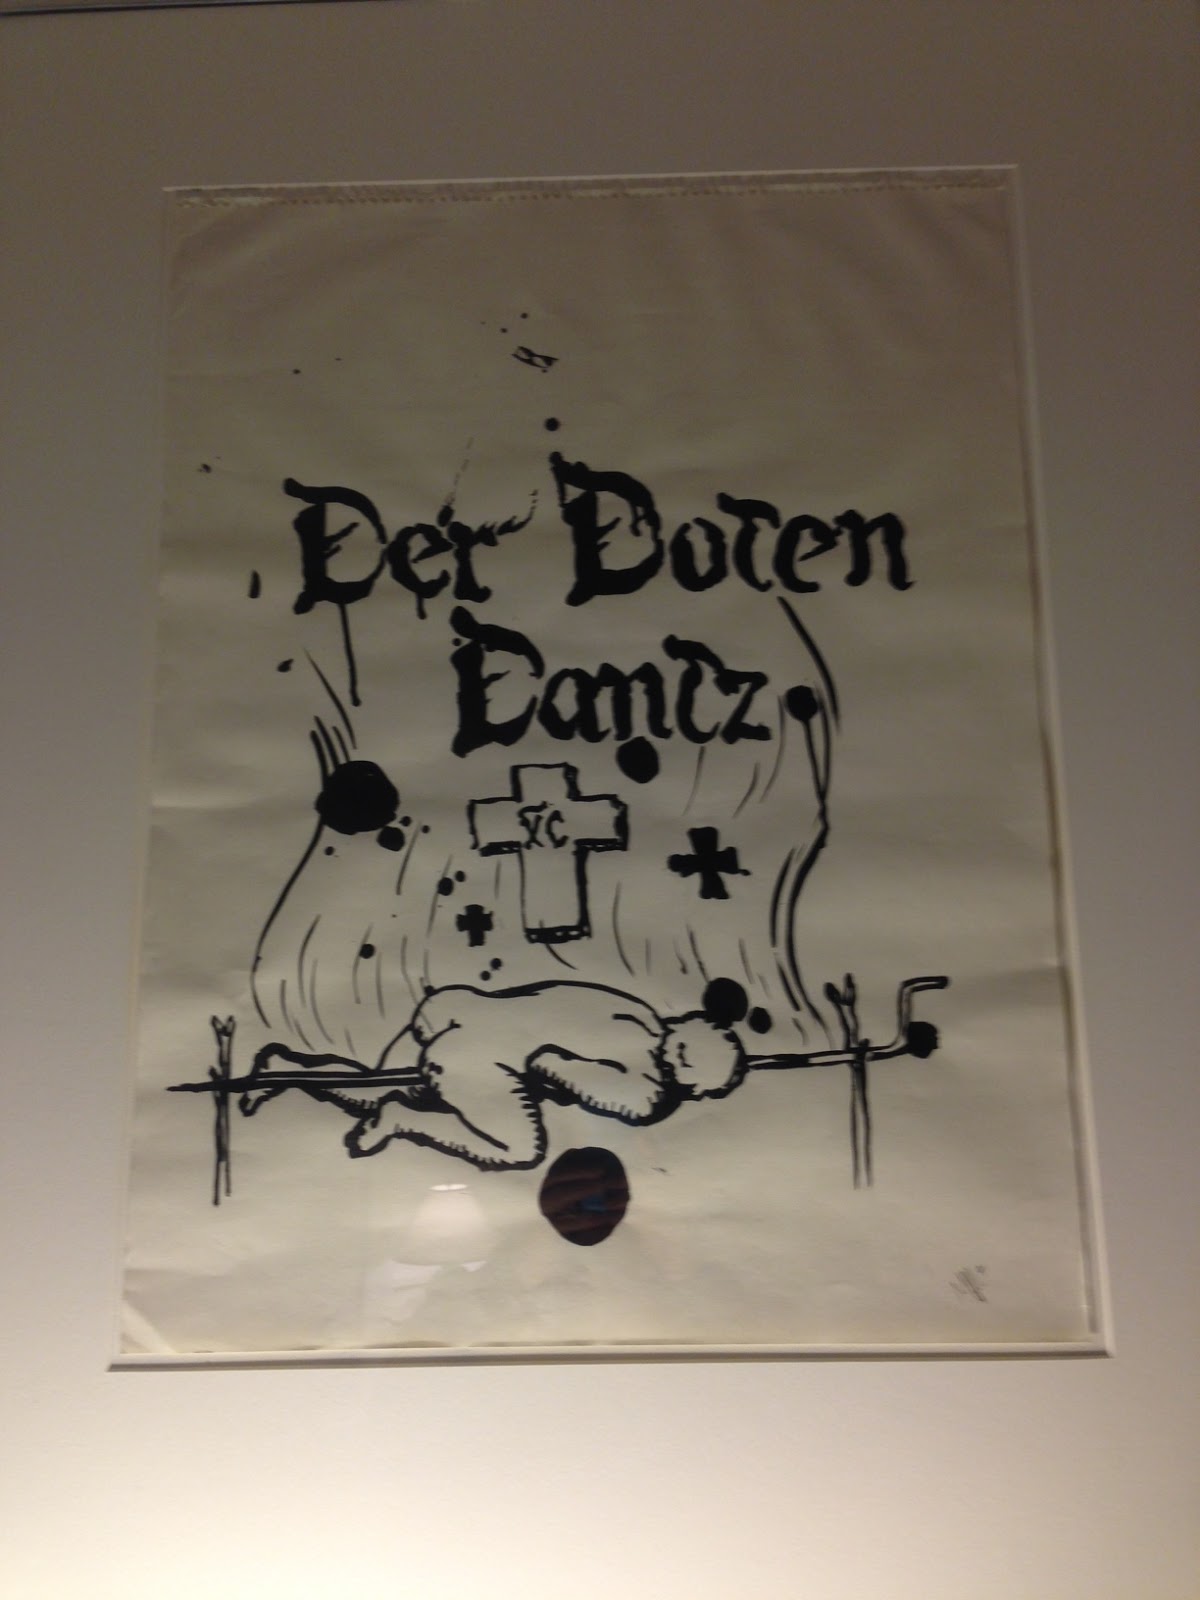 Der Doten
Dantz
XC